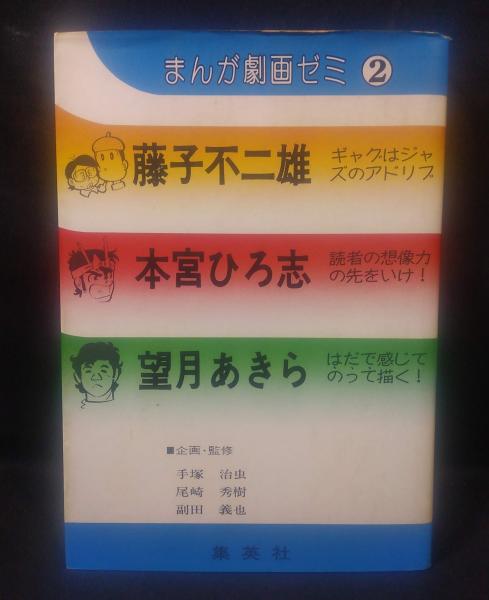 まんが劇画ゼミ ②
藤子不二雄
ギャグはジャ
ズのアドリブ
本宮ひろ志
読者の想像力
の先をいけ!
望月あきら
はだで感じて
のって描く!
■企画・監修
手塚 治虫
尾崎 秀樹
副田 義也
集英社